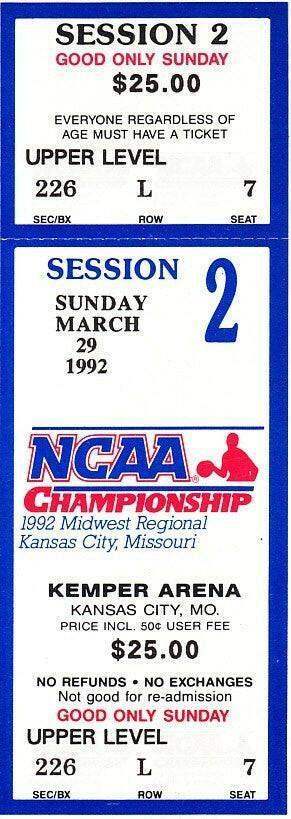 SESSION 2
GOOD ONLY SUNDAY
$25.00
EVERYONE REGARDLESS OF
AGE MUST HAVE A TICKET
UPPER LEVEL
226 L 7
SEC/BX ROW SEAT
SESSION 2
SUNDAY
MARCH
29
1992
NCAA®
CHAMPIONSHIP
1992 Midwest Regional
Kansas City, Missouri
KEMPER ARENA
KANSAS CITY, MO.
PRICE INCL. 50¢ USER FEE
$25.00
NO REFUNDS • NO EXCHANGES
Not good for re-admission
GOOD ONLY SUNDAY
UPPER LEVEL
226 L 7
SEC/BX ROW SEAT